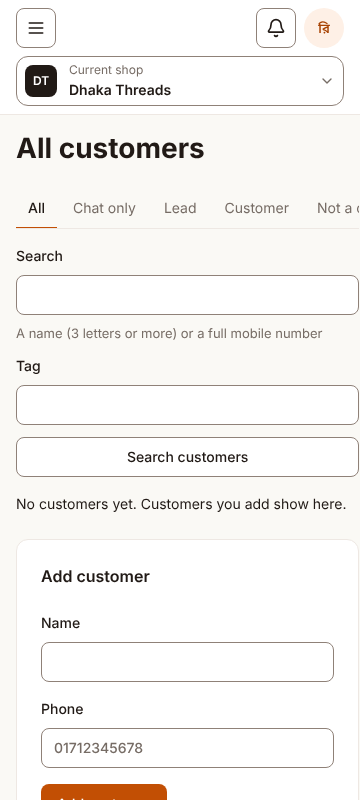 রি
DT
Current shop
Dhaka Threads
All customers
All
Chat only
Lead
Customer
Not a
Search
A name (3 letters or more) or a full mobile number
Tag
Search customers
No customers yet. Customers you add show here.
Add customer
Name
Phone
01712345678